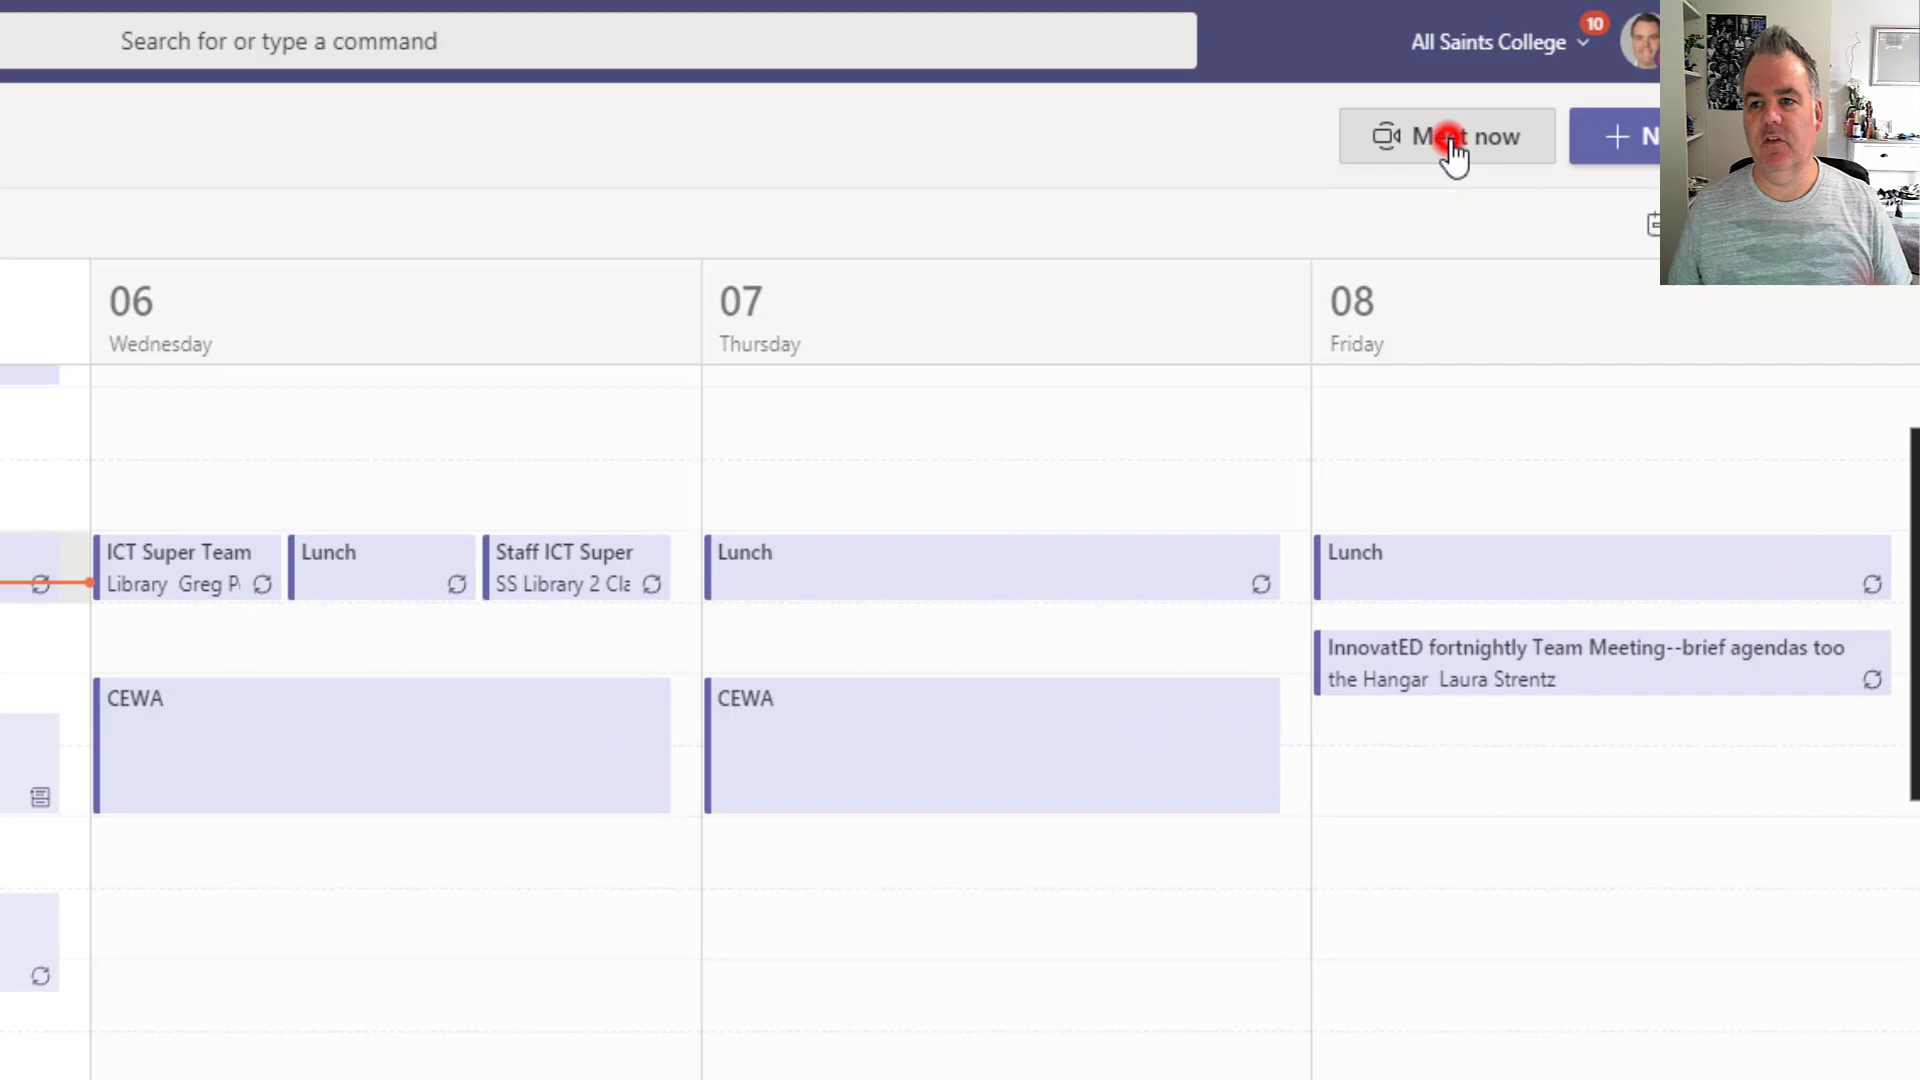 Search for or type a command
All Saints College
10
Meet now
+ N
06
Wednesday
07
Thursday
08
Friday
ICT Super Team
Library Greg
Lunch
Staff ICT Super
SS Library 2
Lunch
Lunch
InnovatED fortnightly Team Meeting--brief agendas too
the Hangar Laura Strentz
CEWA
CEWA